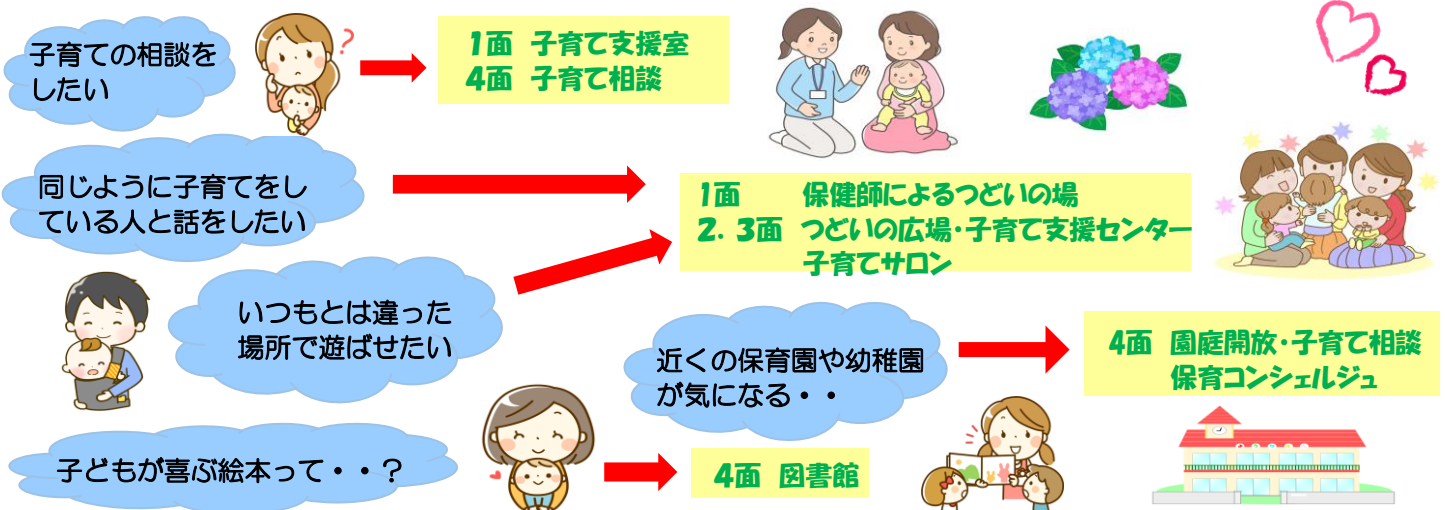 子育ての相談を
したい
?
1面 子育て支援室
4面 子育て相談
同じように子育てをし
ている人と話をしたい
1面 保健師によるつどいの場
2.3面 つどいの広場・子育て支援センター
子育てサロン
いつもとは違った
場所で遊ばせたい
近くの保育園や幼稚園
が気になる・・
4面 園庭開放・子育て相談
保育コンシェルジュ
子どもが喜ぶ絵本って・・?
4面 図書館